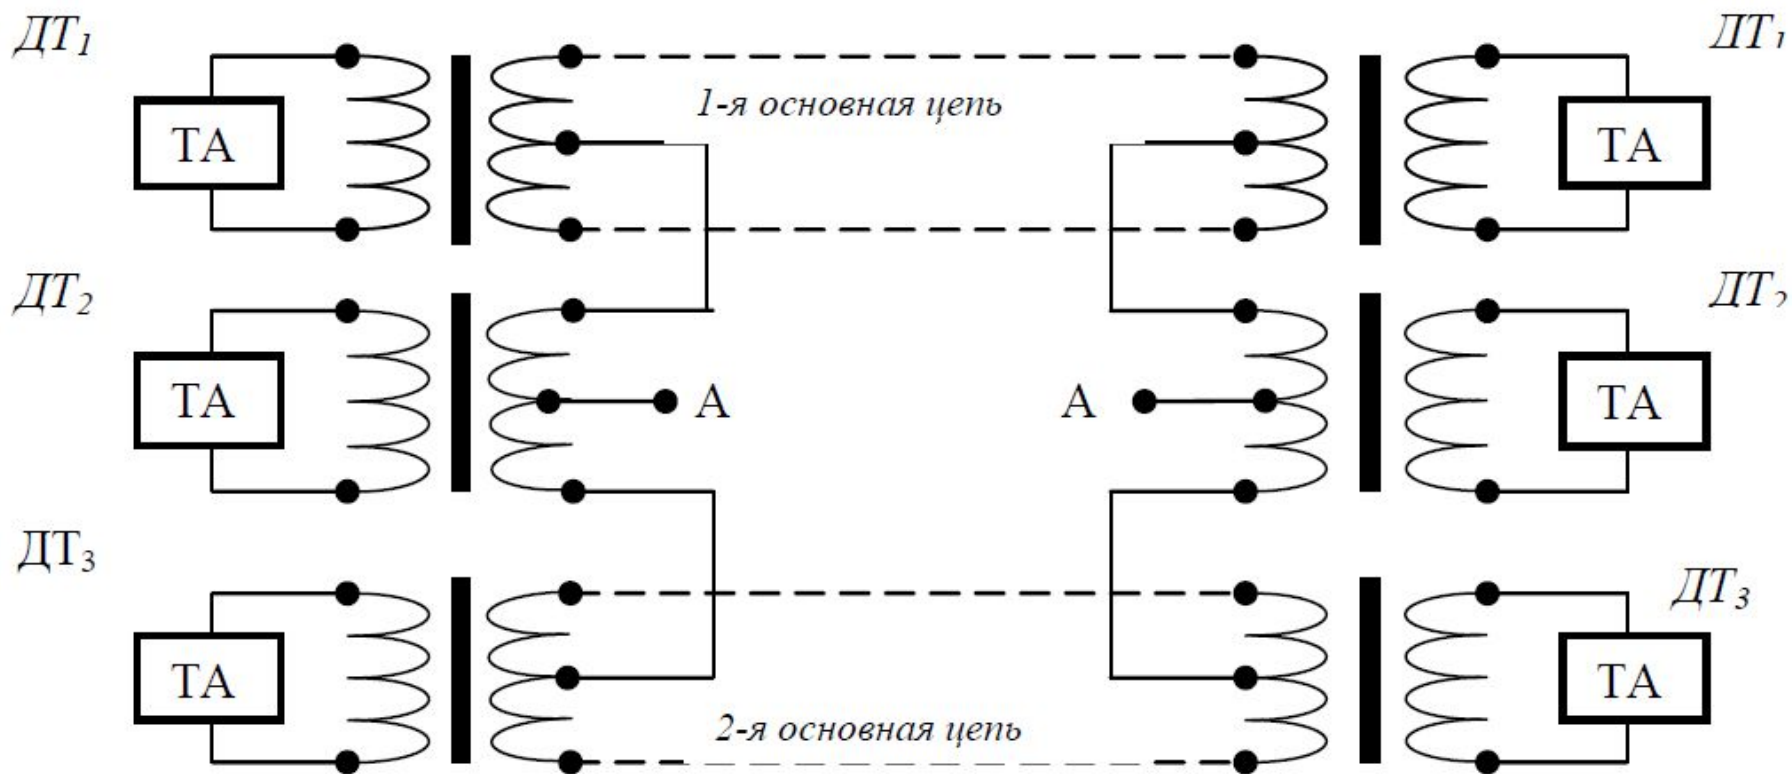 ДТ₁
ДТ₁
1-я основная цепь
ТА
ТА
ДТ₂
ДТ₂
ТА
А
А
ТА
ДТ₃
ДТ₃
ТА
ТА
2-я основная цепь